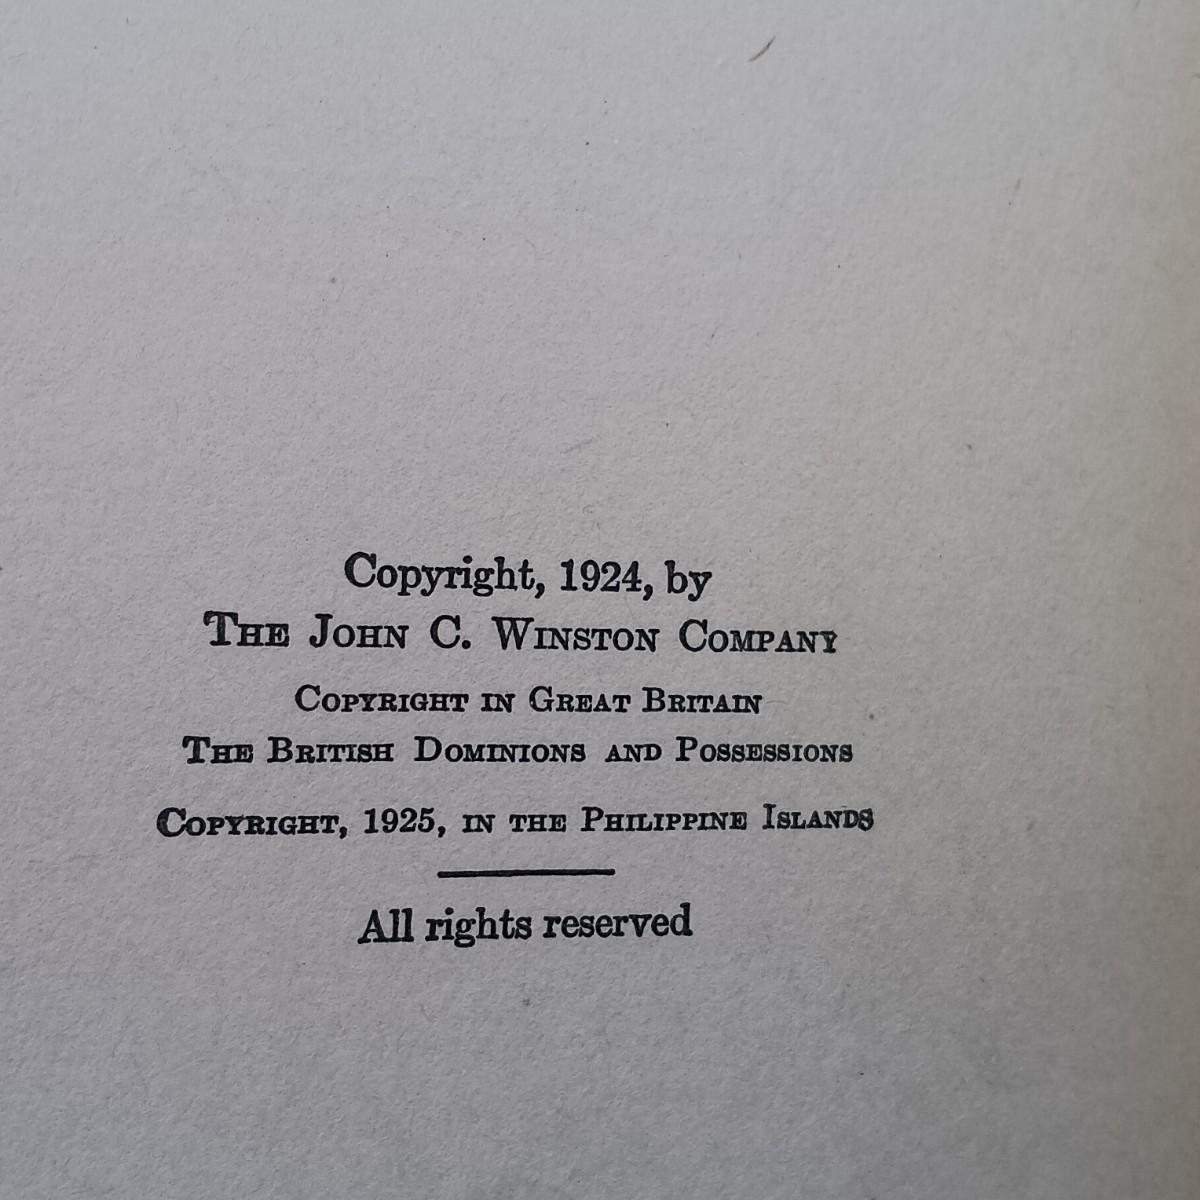 Copyright, 1924, by
THE JOHN C. WINSTON COMPANY
COPYRIGHT IN GREAT BRITAIN
THE BRITISH DOMINIONS AND POSSESSIONS
COPYRIGHT, 1925, IN THE PHILIPPINE ISLANDS
All rights reserved